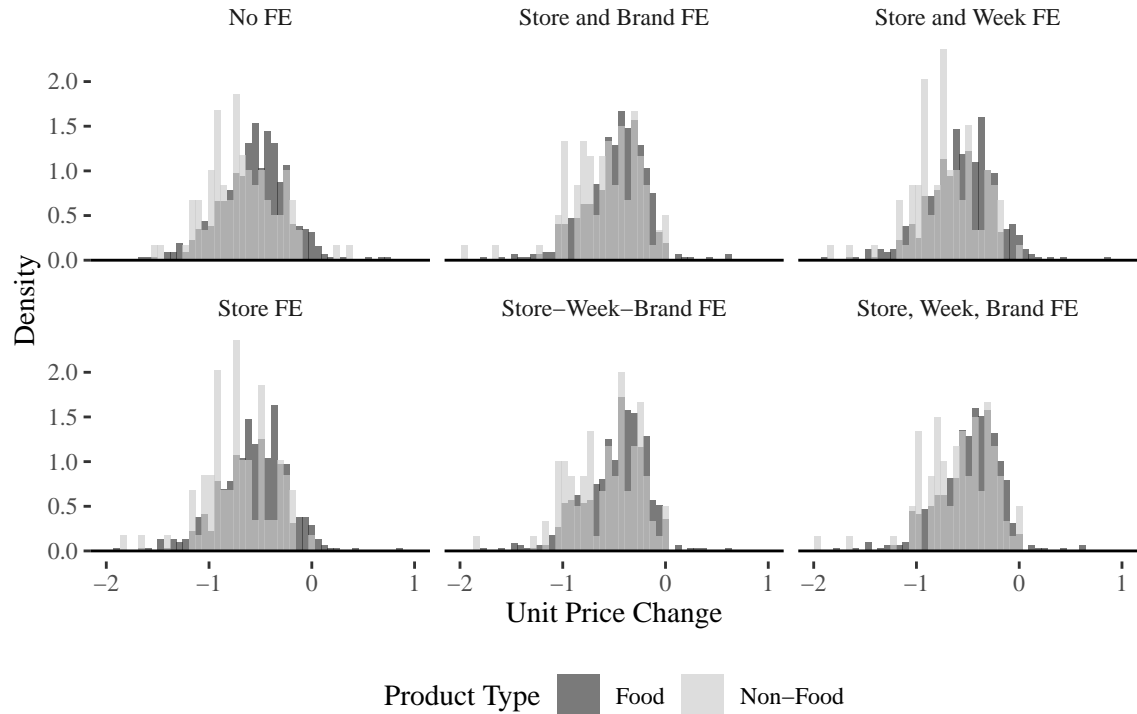 No FE
Store and Brand FE
Store and Week FE
2.0
1.5
1.0
0.5
0.0
Density
Store FE
Store−Week−Brand FE
Store, Week, Brand FE
2.0
1.5
1.0
0.5
0.0
−2 −1 0 1
−2 −1 0 1
−2 −1 0 1
Unit Price Change
Product Type Food Non−Food